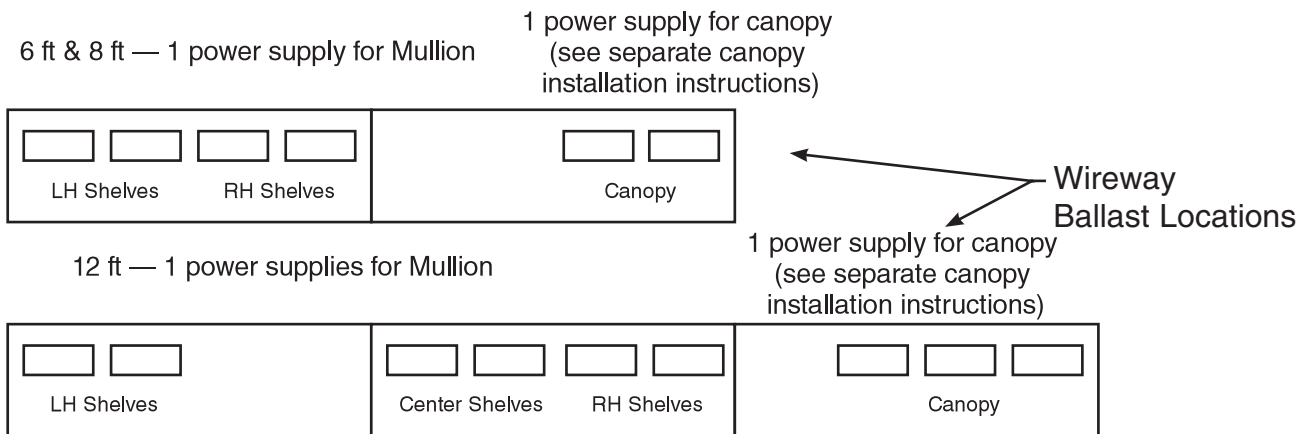 6 ft & 8 ft — 1 power supply for Mullion
1 power supply for canopy
(see separate canopy
installation instructions)
LH Shelves
RH Shelves
Canopy
Wireway
Ballast Locations
12 ft — 1 power supplies for Mullion
1 power supply for canopy
(see separate canopy
installation instructions)
LH Shelves
Center Shelves
RH Shelves
Canopy